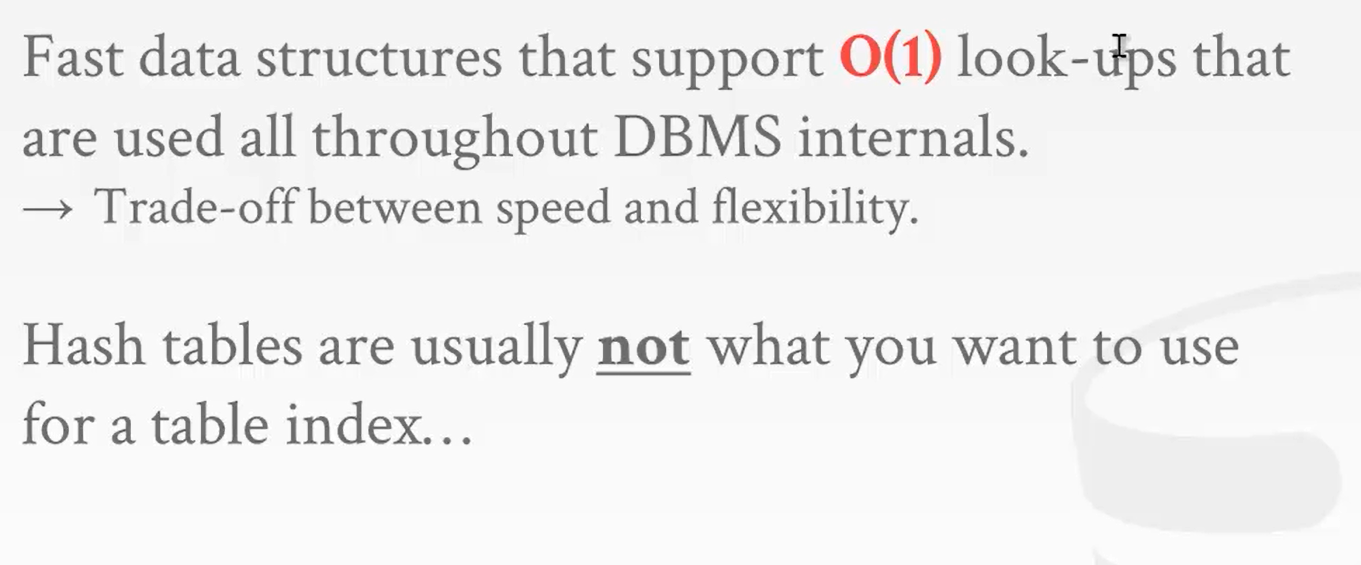 Fast data structures that support O(1) look-ups that
are used all throughout DBMS internals.
→ Trade-off between speed and flexibility.
Hash tables are usually not what you want to use
for a table index…